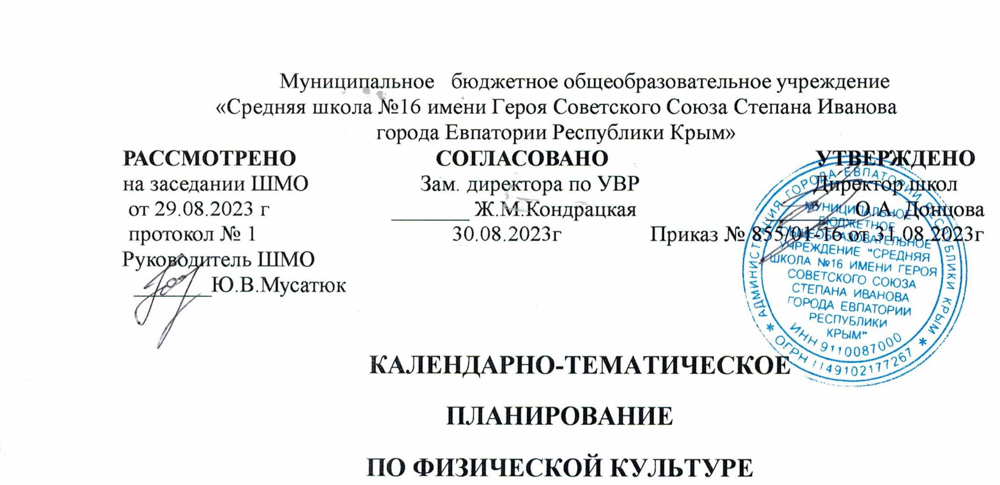 Муниципальное бюджетное общеобразовательное учреждение
«Средняя школа №16 имени Героя Советского Союза Степана Иванова
города Евпатории Республики Крым»
РАССМОТРЕНО
на заседании ШМО
от 29.08.2023 г
протокол № 1
Руководитель ШМО
_______Ю.В.Мусатюк
СОГЛАСОВАНО
Зам. директора по УВР
_______ Ж.М.Кондрацкая
30.08.2023г
УТВЕРЖДЕНО
Директор школ
________О.А. Донцова
Приказ № 855/01-16 от 31.08.2023г
АДМИНИСТРАЦИЯ ГОРОДА ЕВПАТОРИИ РЕСПУБЛИКИ КРЫМ
* ОГРН 1149102177267 *
МУНИЦИПАЛЬНОЕ
БЮДЖЕТНОЕ
ОБЩЕОБРАЗОВАТЕЛЬНОЕ
УЧРЕЖДЕНИЕ "СРЕДНЯЯ
ШКОЛА №16 ИМЕНИ ГЕРОЯ
СОВЕТСКОГО СОЮЗА
СТЕПАНА ИВАНОВА
ГОРОДА ЕВПАТОРИИ
РЕСПУБЛИКИ
КРЫМ"
ИНН 9110087000
КАЛЕНДАРНО-ТЕМАТИЧЕСКОЕ
ПЛАНИРОВАНИЕ
ПО ФИЗИЧЕСКОЙ КУЛЬТУРЕ